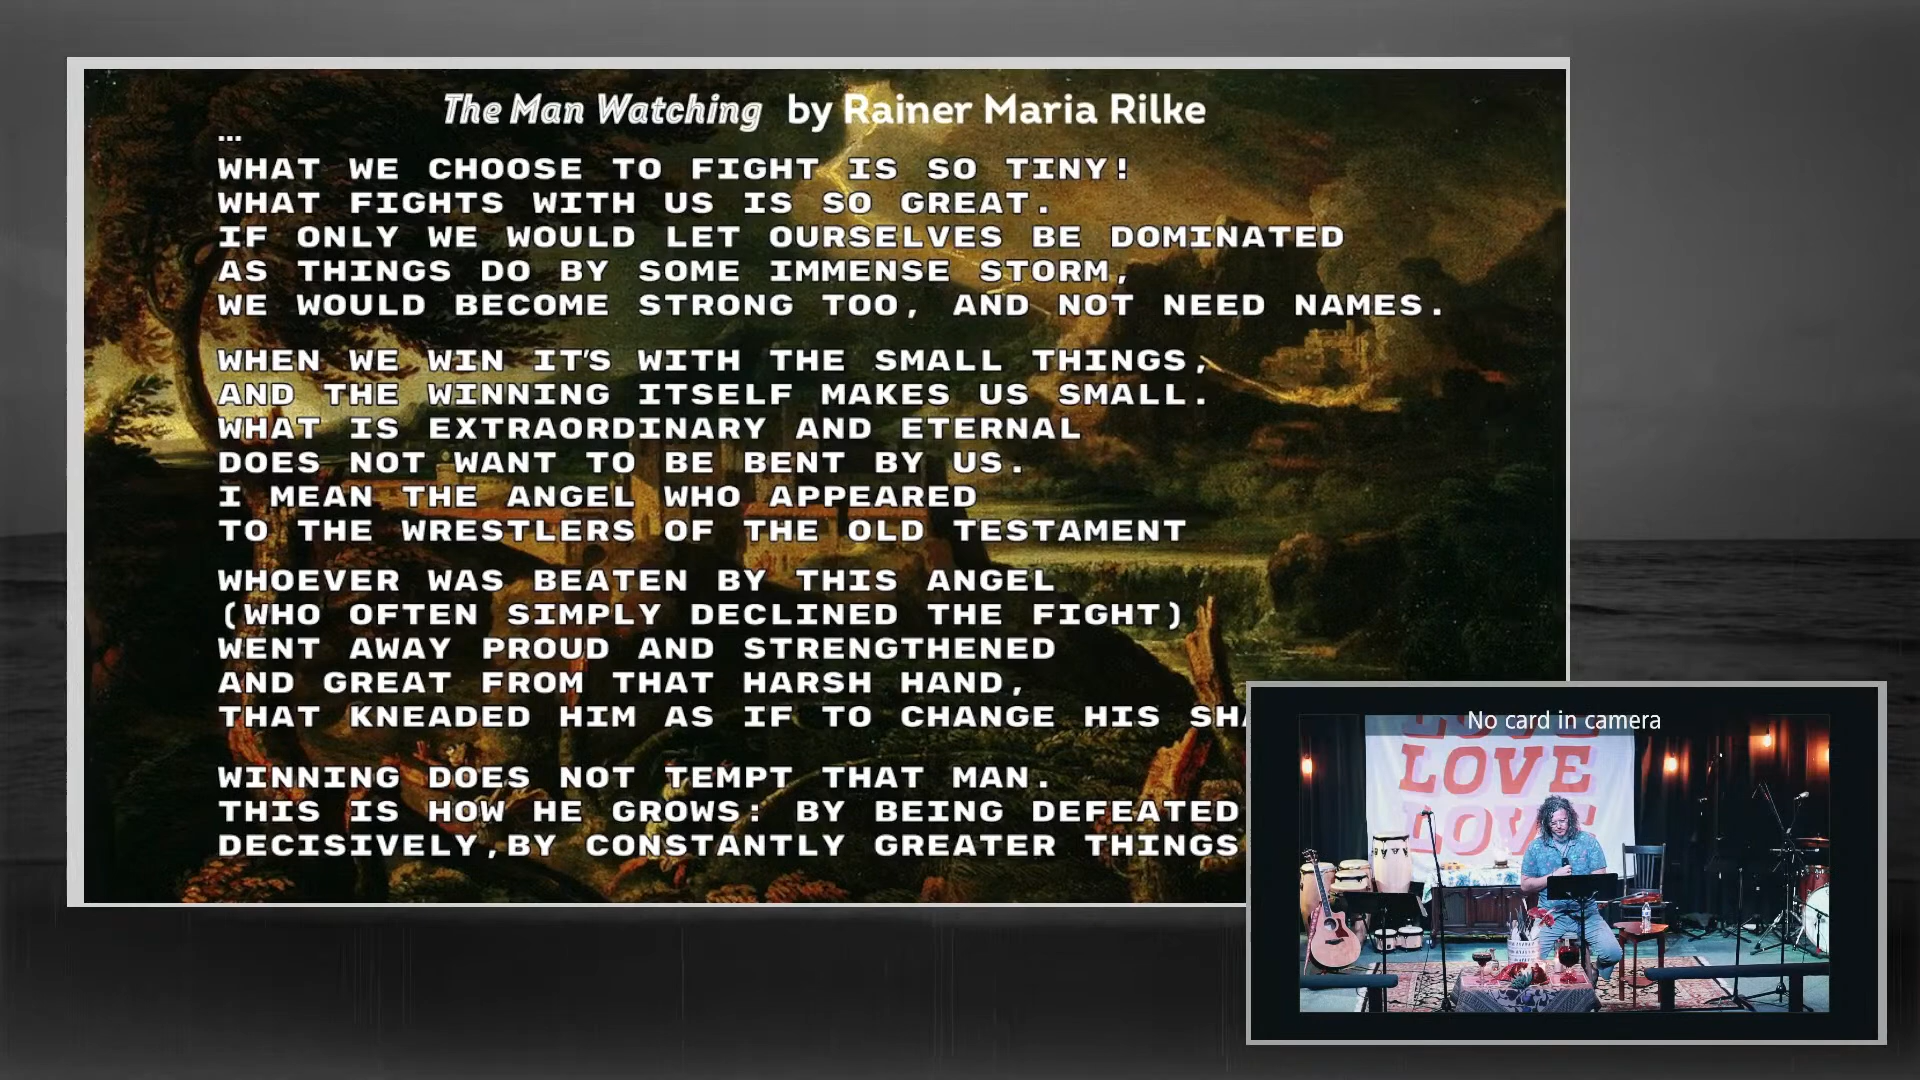 The Man Watching by Rainer Maria Rilke
...
WHAT WE CHOOSE TO FIGHT IS SO TINY!
WHAT FIGHTS WITH US IS SO GREAT.
IF ONLY WE WOULD LET OURSELVES BE DOMINATED
AS THINGS DO BY SOME IMMENSE STORM,
WE WOULD BECOME STRONG TOO, AND NOT NEED NAMES.
WHEN WE WIN IT'S WITH THE SMALL THINGS,
AND THE WINNING ITSELF MAKES US SMALL.
WHAT IS EXTRAORDINARY AND ETERNAL
DOES NOT WANT TO BE BENT BY US.
I MEAN THE ANGEL WHO APPEARED
TO THE WRESTLERS OF THE OLD TESTAMENT
WHOEVER WAS BEATEN BY THIS ANGEL
(WHO OFTEN SIMPLY DECLINED THE FIGHT)
WENT AWAY PROUD AND STRENGTHENED
AND GREAT FROM THAT HARSH HAND,
THAT KNEADED HIM AS IF TO CHANGE HIS
WINNING DOES NOT TEMPT THAT MAN.
THIS IS HOW HE GROWS: BY BEING DEFEATED
DECISIVELY,BY CONSTANTLY GREATER THINGS
No card in camera
LOVE
LOVE
LOVE